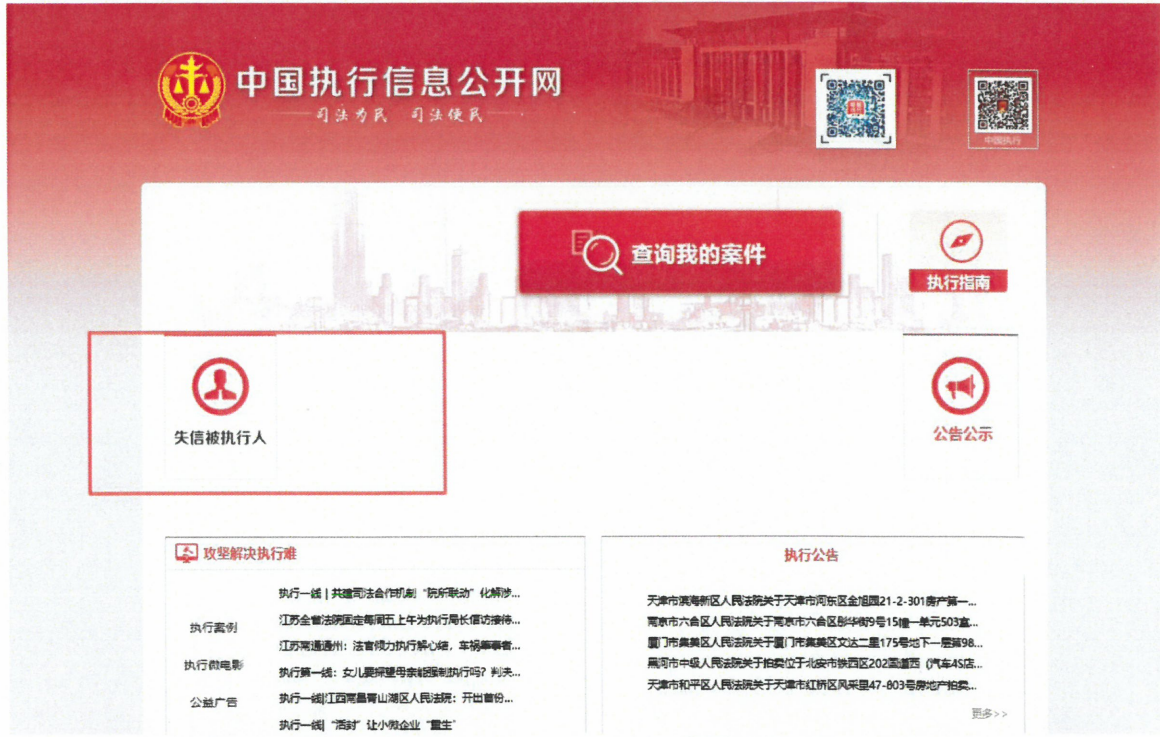 中国执行信息公开网
司法为民 司法便民
中国执行
查询我的案件
执行指南
失信被执行人
公告公示
攻坚解决执行难
执行案例
执行微电影
公益广告
执行一线 | 共建司法合作机制“院所联动”化解涉...
江苏全省法院固定每周五上午为执行局长信访接待...
江苏南通通州：法官倾力执行解心结，车祸肇事者...
执行第一线：女儿要探望母亲能强制执行吗？判决...
执行一线|江西南昌青山湖区人民法院：开出首份...
执行一线| “活封”让小微企业“重生”
执行公告
天津市滨海新区人民法院关于天津市河东区金旭园21-2-301房产第一...
南京市六合区人民法院关于南京市六合区彤华街9号15幢一单元503室...
厦门市集美区人民法院关于厦门市集美区文达二里175号地下一层第98...
黑河市中级人民法院关于拍卖位于北安市铁西区202国道西（汽车4S店...
天津市和平区人民法院关于天津市红桥区风采里47-803号房地产拍卖...
更多>>